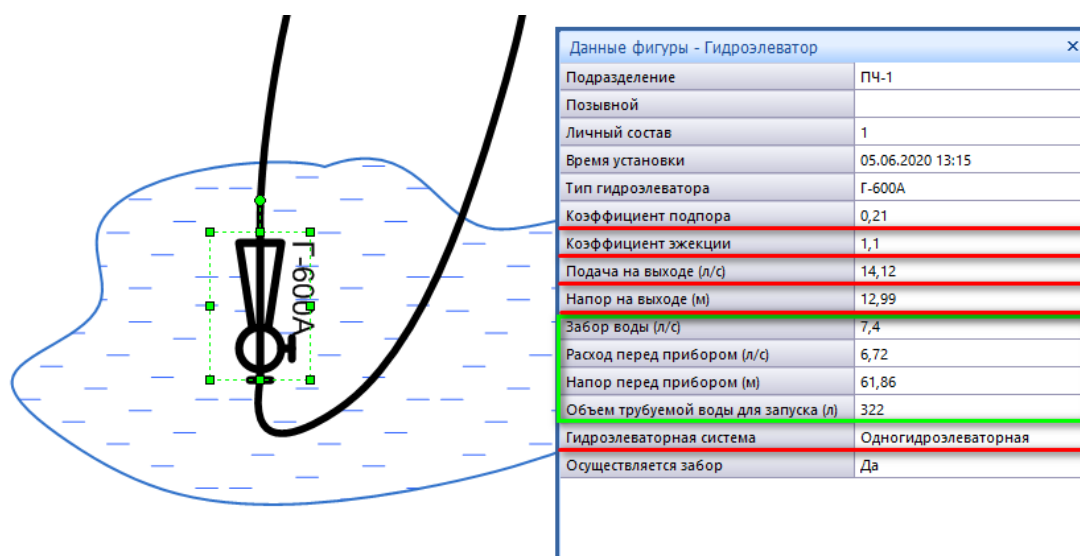 Г-600А
Данные фигуры - Гидроэлеватор ×
Подразделение ПЧ-1
Позывной
Личный состав 1
Время установки 05.06.2020 13:15
Тип гидроэлеватора Г-600А
Коэффициент подпора 0,21
Коэффициент эжекции 1,1
Подача на выходе (л/с) 14,12
Напор на выходе (м) 12,99
Забор воды (л/с) 7,4
Расход перед прибором (л/с) 6,72
Напор перед прибором (м) 61,86
Объем трубуемой воды для запуска (л) 322
Гидроэлеваторная система Одногидроэлеваторная
Осуществляется забор Да